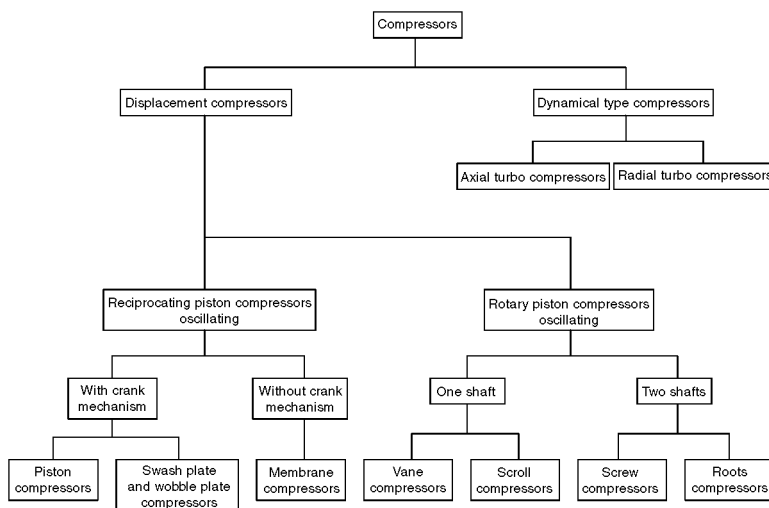 Compressors
Displacement compressors
Dynamical type compressors
Axial turbo compressors
Radial turbo compressors
Reciprocating piston compressors
oscillating
Rotary piston compressors
oscillating
With crank
mechanism
Without crank
mechanism
One shaft
Two shafts
Piston
compressors
Swash plate
and wobble plate
compressors
Membrane
compressors
Vane
compressors
Scroll
compressors
Screw
compressors
Roots
compressors